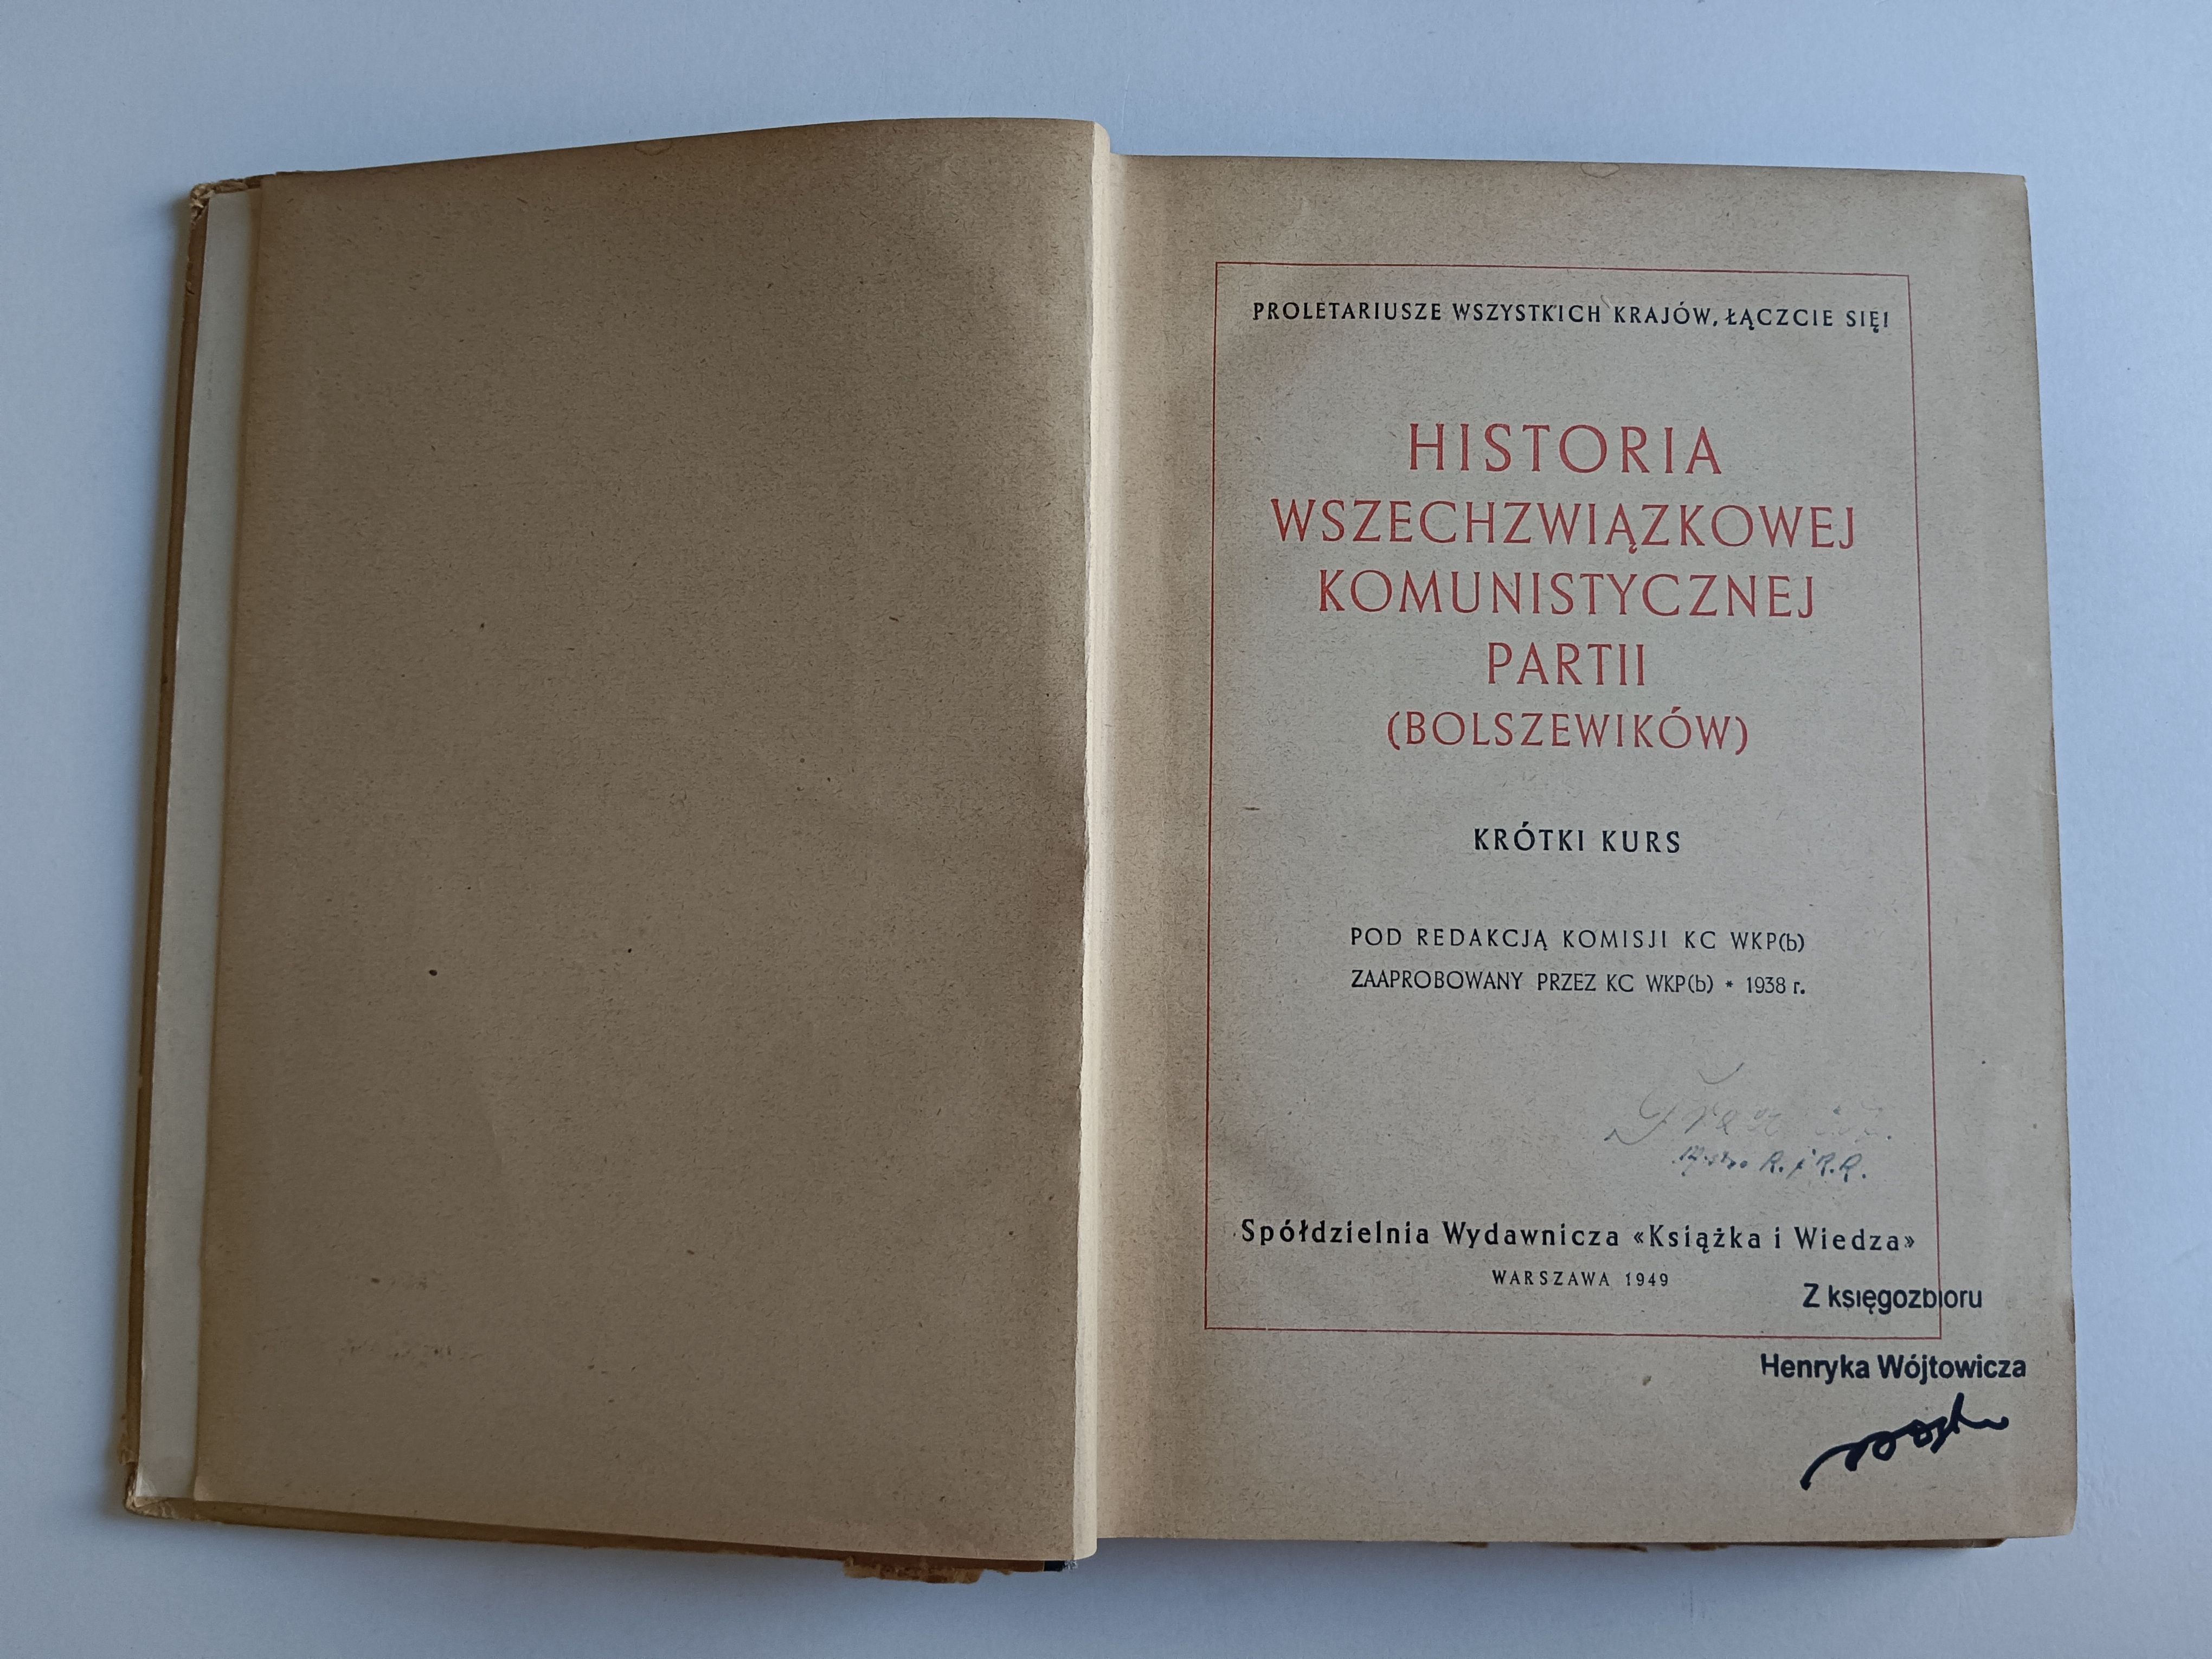 PROLETARIUSZE WSZYSTKICH KRAJÓW, ŁĄCZCIE SIĘ!
HISTORIA
WSZECHZWIĄZKOWEJ
KOMUNISTYCZNEJ
PARTII
(BOLSZEWIKÓW)
KRÓTKI KURS
POD REDAKCJĄ KOMISJI KC WKP(b)
ZAAPROBOWANY PRZEZ KC WKP(b) * 1938 r.
R. i R.R.
Spółdzielnia Wydawnicza «Książka i Wiedza»
WARSZAWA 1949
Z księgozbioru
Henryka Wójtowicza